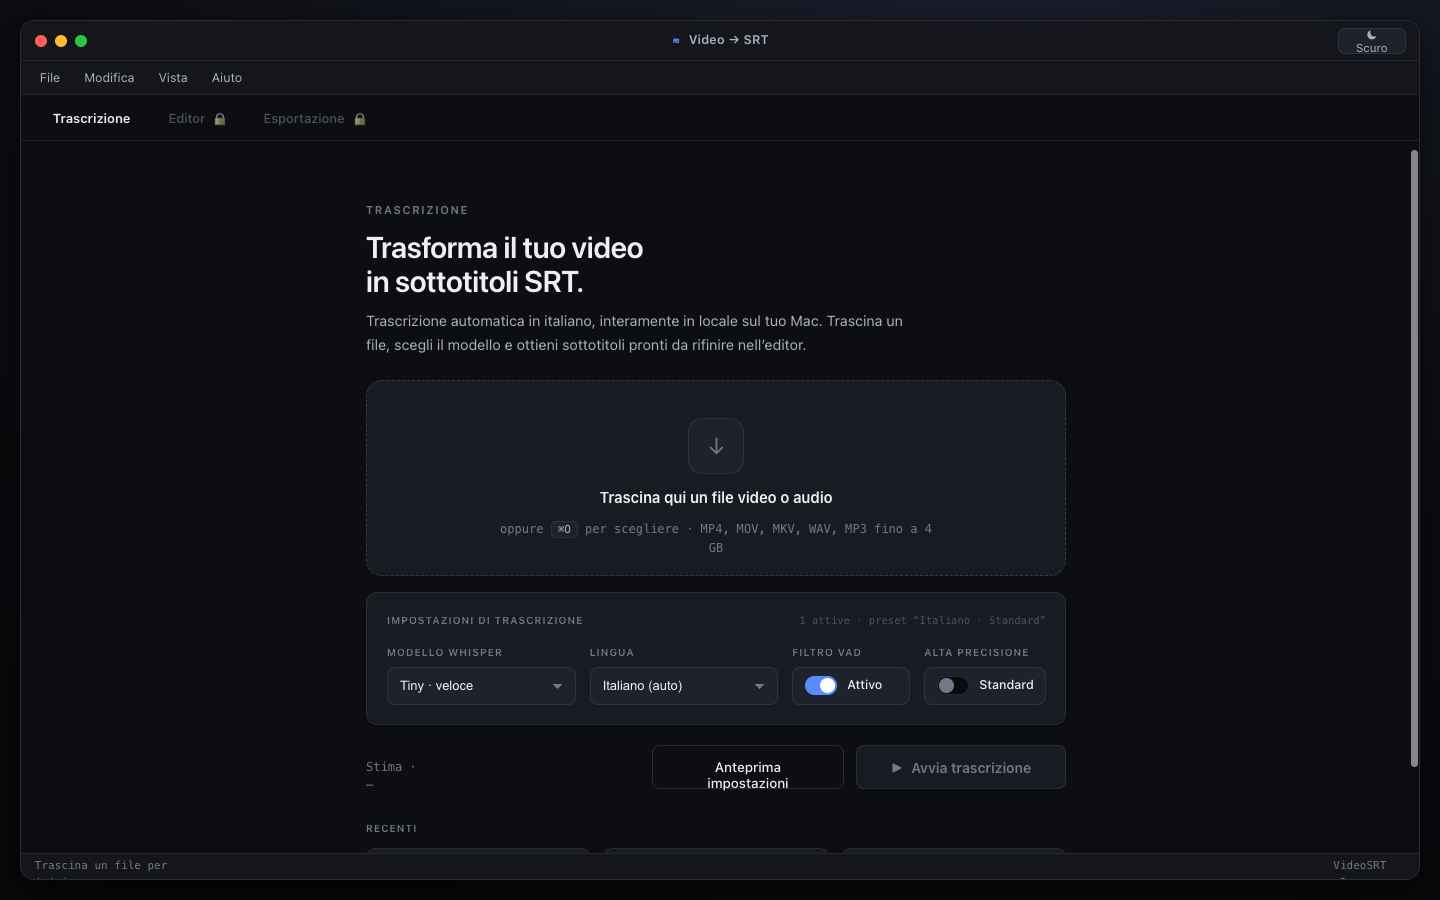 Video → SRT
Scuro
File Modifica Vista Aiuto
Trascrizione Editor Esportazione
TRASCRIZIONE
Trasforma il tuo video
in sottotitoli SRT.
Trascrizione automatica in italiano, interamente in locale sul tuo Mac. Trascina un
file, scegli il modello e ottieni sottotitoli pronti da rifinire nell'editor.
Trascina qui un file video o audio
oppure ⌘O per scegliere · MP4, MOV, MKV, WAV, MP3 fino a 4
GB
IMPOSTAZIONI DI TRASCRIZIONE 1 attive · preset "Italiano · Standard"
MODELLO WHISPER LINGUA FILTRO VAD ALTA PRECISIONE
Tiny · veloce Italiano (auto) Attivo Standard
Stima ·
—
Anteprima
impostazioni
▶ Avvia trascrizione
RECENTI
Trascina un file per
VideoSRT